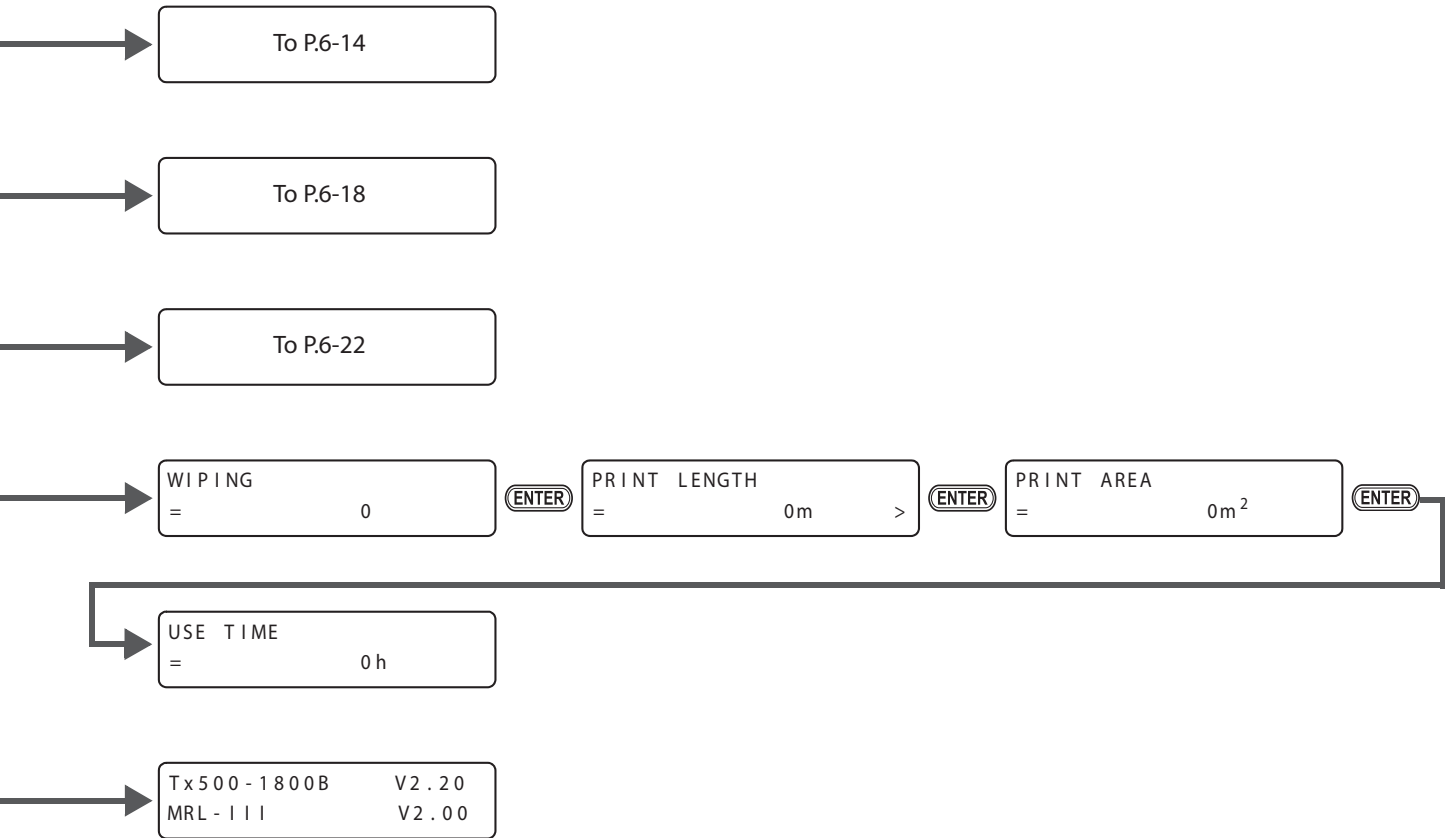 To P.6-14
To P.6-18
To P.6-22
WIPING
= 0
ENTER
PRINT LENGTH
= 0m >
ENTER
PRINT AREA
= 0m²
ENTER
USE TIME
= 0h
Tx500-1800B V2.20
MRL-III V2.00